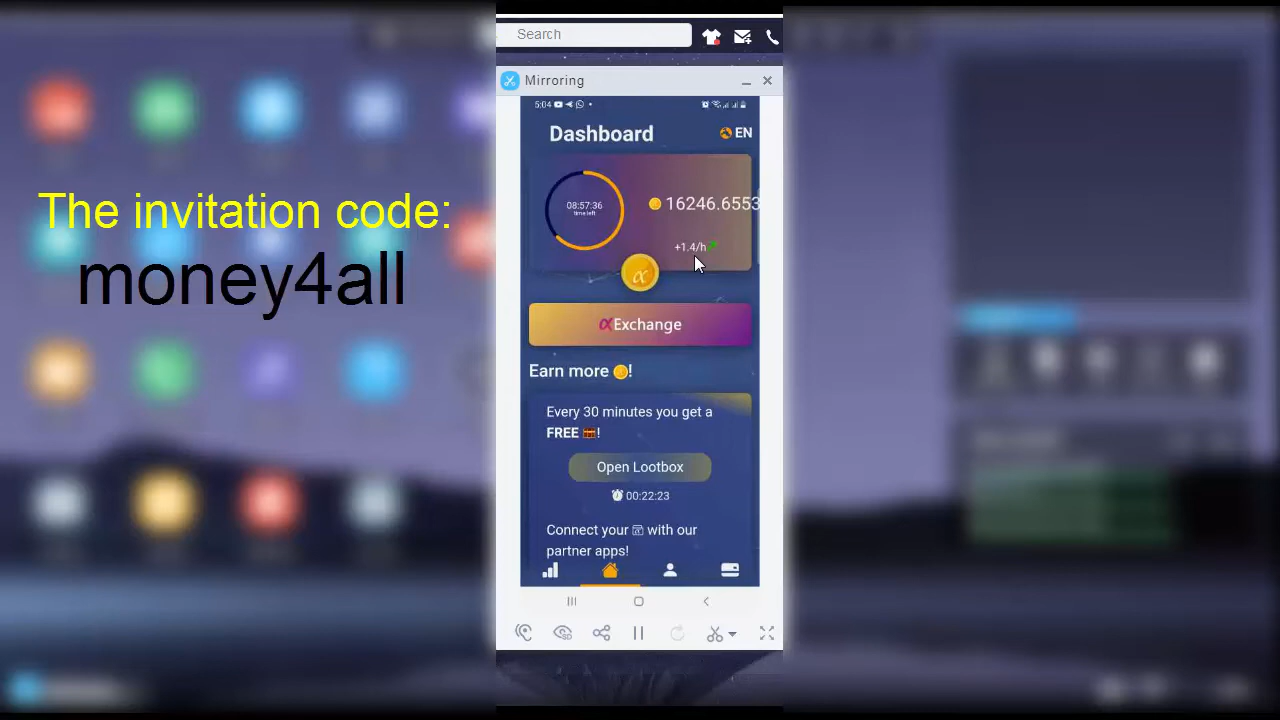 Search
Mirroring
5:04
Dashboard
EN
The invitation code:
money4all
08:57:36
time left
16246.6553
+1.4/h
α
αExchange
Earn more !
Every 30 minutes you get a
FREE !
Open Lootbox
00:22:23
Connect your with our
partner apps!
SD